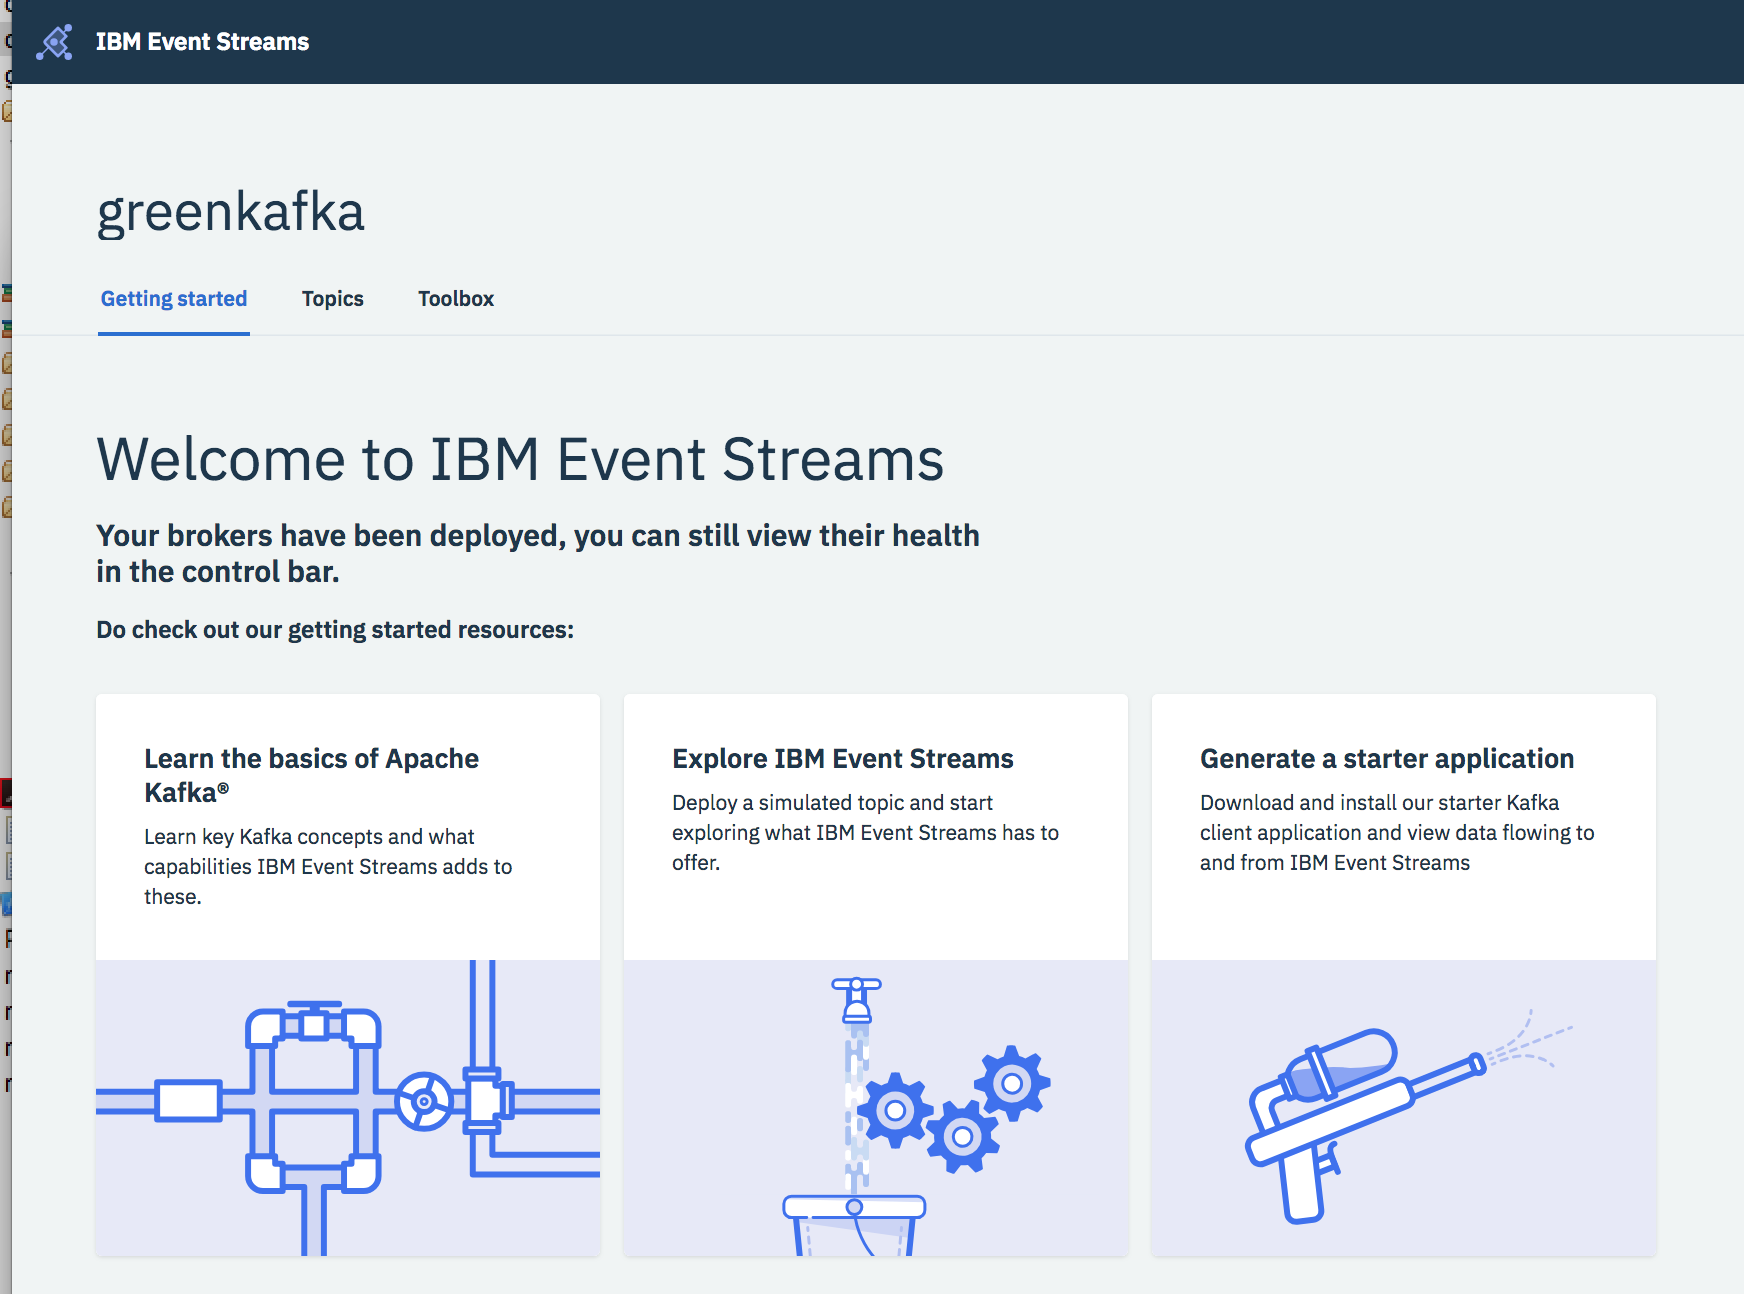 IBM Event Streams
greenkafka
Getting started Topics Toolbox
Welcome to IBM Event Streams
Your brokers have been deployed, you can still view their health
in the control bar.
Do check out our getting started resources:
Learn the basics of Apache
Kafka®
Learn key Kafka concepts and what
capabilities IBM Event Streams adds to
these.
Explore IBM Event Streams
Deploy a simulated topic and start
exploring what IBM Event Streams has to
offer.
Generate a starter application
Download and install our starter Kafka
client application and view data flowing to
and from IBM Event Streams